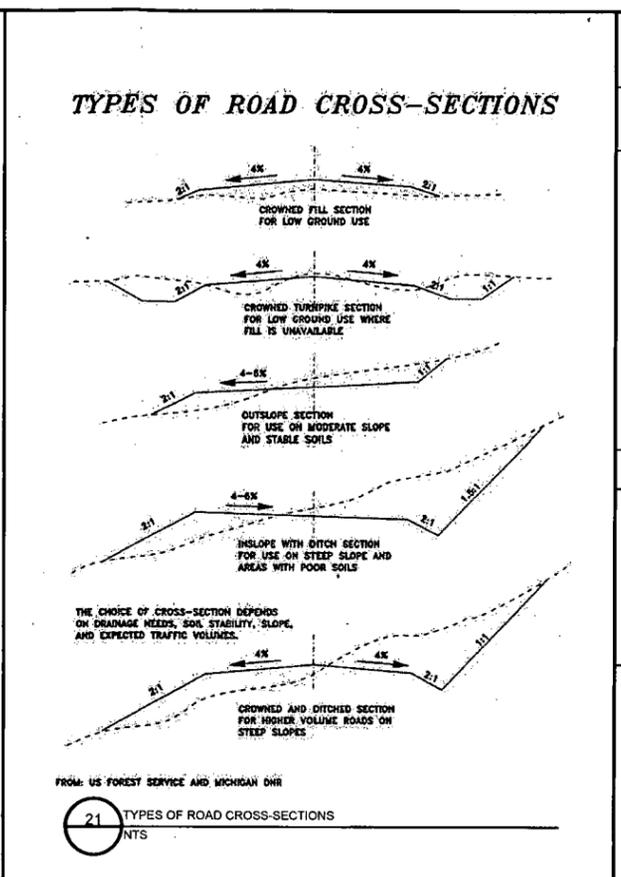 TYPES OF ROAD CROSS-SECTIONS
4% 4%
2:1 2:1
CROWNED FILL SECTION
FOR LOW GROUND USE
4% 4%
2:1 2:1 1:1
CROWNED TURNPIKE SECTION
FOR LOW GROUND USE WHERE
FILL IS UNAVAILABLE
4-6%
2:1 1:1
OUTSLOPE SECTION
FOR USE ON MODERATE SLOPE
AND STABLE SOILS
4-6%
2:1 2:1 1.5:1
INSLOPE WITH DITCH SECTION
FOR USE ON STEEP SLOPE AND
AREAS WITH POOR SOILS
THE CHOICE OF CROSS-SECTION DEPENDS
ON DRAINAGE NEEDS, SOIL STABILITY, SLOPE,
AND EXPECTED TRAFFIC VOLUMES.
4% 4%
2:1 2:1 1:1
CROWNED AND DITCHED SECTION
FOR HIGHER VOLUME ROADS ON
STEEP SLOPES
FROM: US FOREST SERVICE AND MICHIGAN DNR
21 TYPES OF ROAD CROSS-SECTIONS
NTS